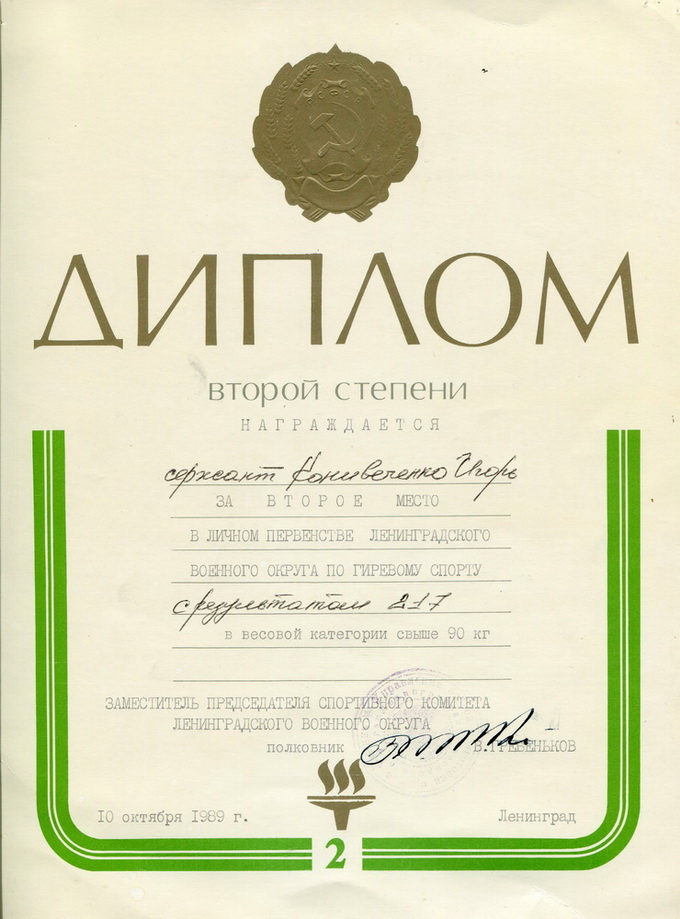 ДИПЛОМ
второй степени
НАГРАЖДАЕТСЯ
сержант Конивеченко Игорь
ЗА ВТОРОЕ МЕСТО
В ЛИЧНОМ ПЕРВЕНСТВЕ ЛЕНИНГРАДСКОГО
ВОЕННОГО ОКРУГА ПО ГИРЕВОМУ СПОРТУ
с результатом 217
в весовой категории свыше 90 кг
ЗАМЕСТИТЕЛЬ ПРЕДСЕДАТЕЛЯ СПОРТИВНОГО КОМИТЕТА
ЛЕНИНГРАДСКОГО ВОЕННОГО ОКРУГА
полковник В.ГРЕБЕНЬКОВ
10 октября 1989 г. Ленинград
2